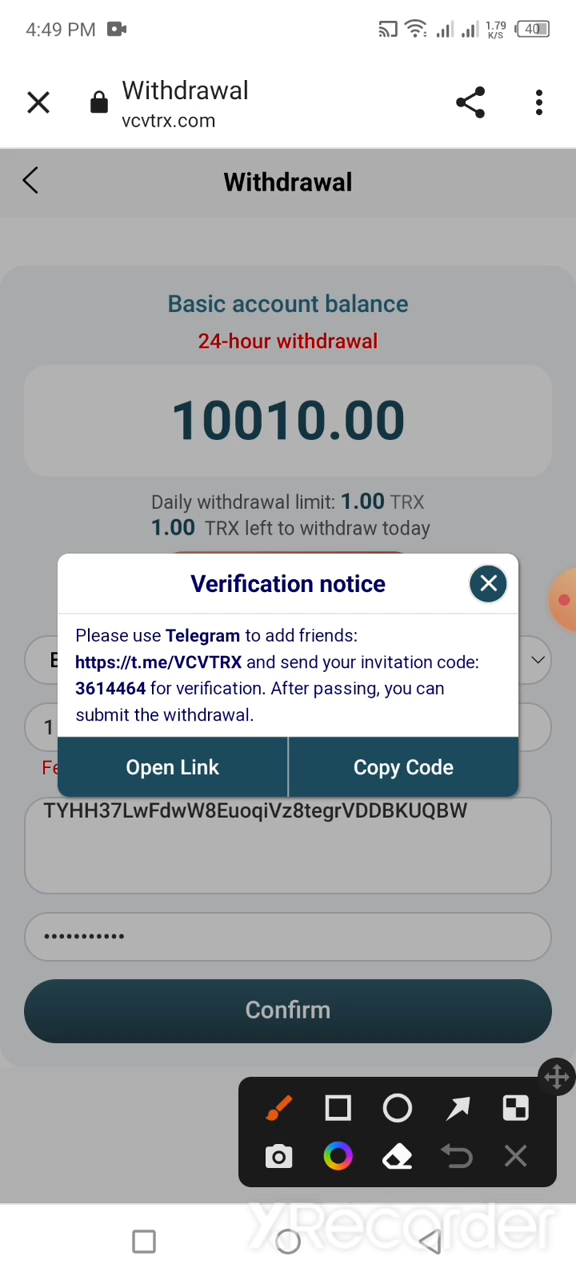 4:49 PM
1.79
K/S
40
Withdrawal
vcvtrx.com
Withdrawal
Basic account balance
24-hour withdrawal
10010.00
Daily withdrawal limit: 1.00 TRX
1.00 TRX left to withdraw today
Verification notice
Please use Telegram to add friends:
https://t.me/VCVTRX and send your invitation code:
3614464 for verification. After passing, you can
submit the withdrawal.
1
Fe
Open Link
Copy Code
TYHH37LwFdwW8EuoqiVz8tegrVDDBKUQBW
Confirm
XRecorder